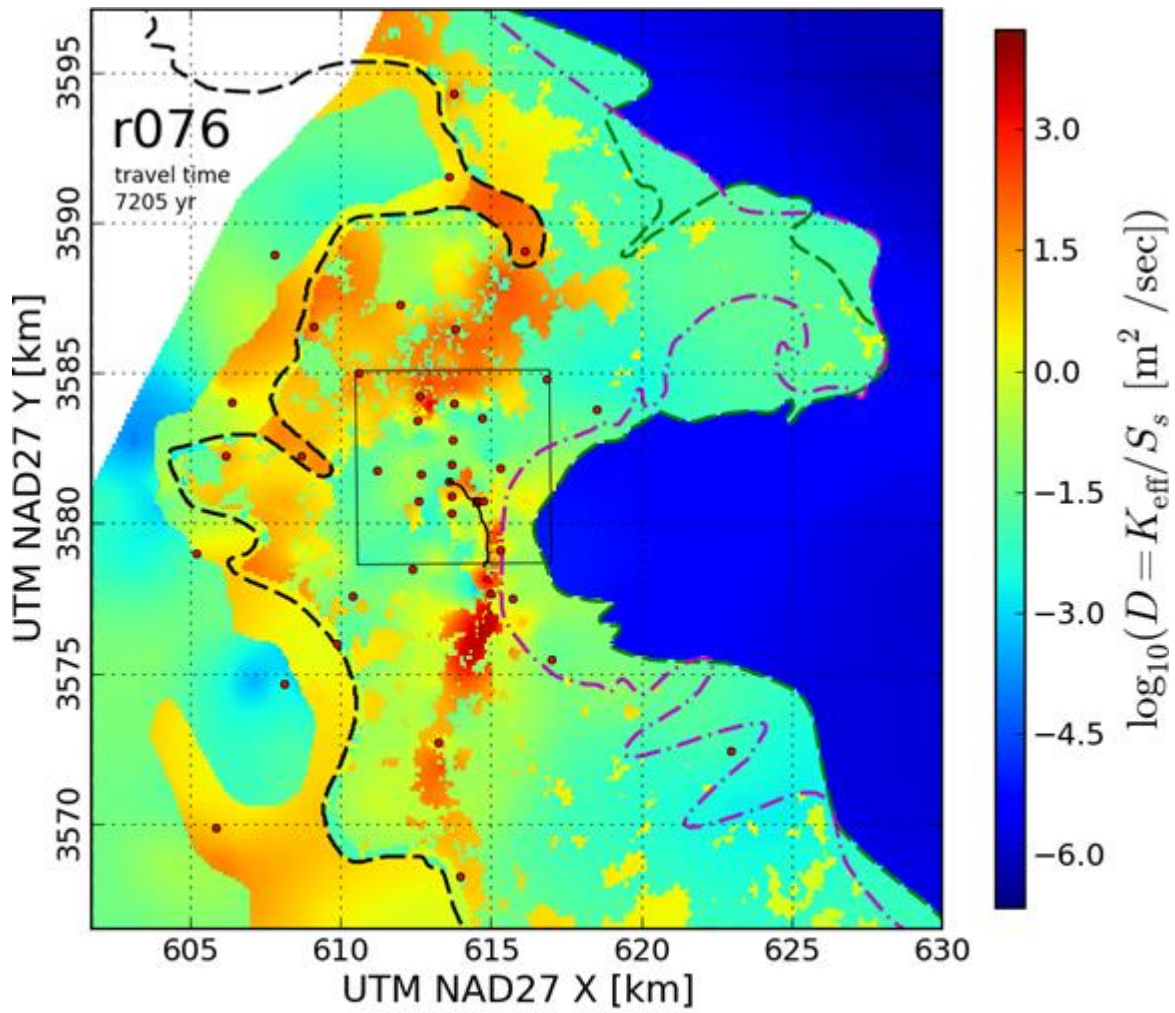 r076
travel time
7205 yr
3595
3590
3585
3580
3575
3570
UTM NAD27 Y [km]
605 610 615 620 625 630
UTM NAD27 X [km]
3.0
1.5
0.0
−1.5
−3.0
−4.5
−6.0
log₁₀(D = K_eff/S_s [m² /sec])